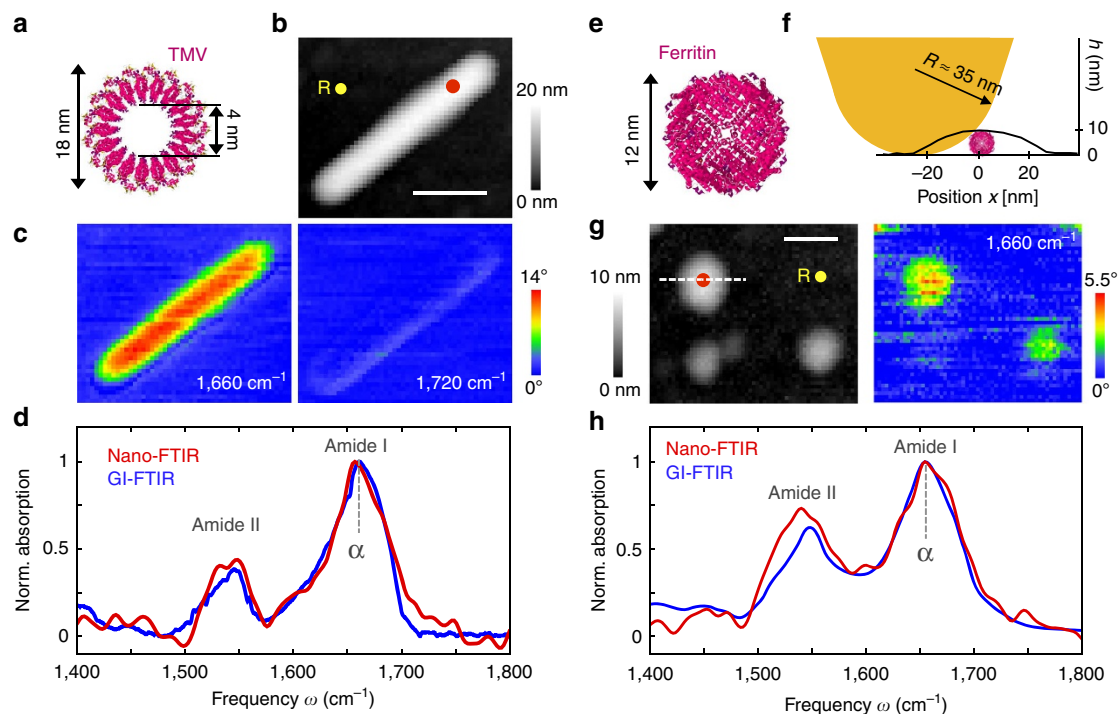 a
TMV
18 nm
4 nm
b
R
20 nm
0 nm
c
1,660 cm⁻¹
1,720 cm⁻¹
14°
0°
d
Nano-FTIR
GI-FTIR
Amide I
Amide II
α
Norm. absorption
1
0.5
0
1,400 1,500 1,600 1,700 1,800
Frequency ω (cm⁻¹)
e
Ferritin
12 nm
f
R ≈ 35 nm
h (nm)
10
0
−20 0 20
Position x [nm]
g
10 nm
0 nm
R
1,660 cm⁻¹
5.5°
0°
h
Nano-FTIR
GI-FTIR
Amide I
Amide II
α
Norm. absorption
1
0.5
0
1,400 1,500 1,600 1,700 1,800
Frequency ω (cm⁻¹)